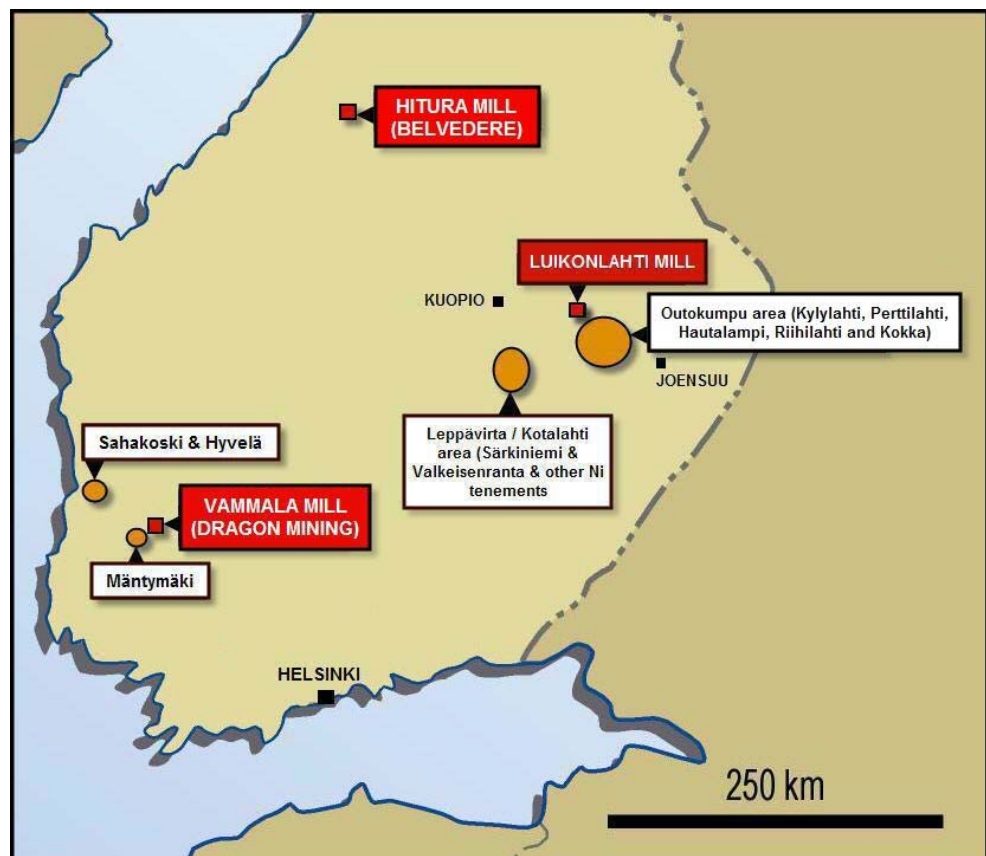 HITURA MILL
(BELVEDERE)
LUIKONLAHTI MILL
KUOPIO
Outokumpu area (Kylylahti, Perttilahti,
Hautalampi, Riihilahti and Kokka)
JOENSUU
Leppävirta / Kotalahti
area (Särkiniemi &
Valkeisenranta & other Ni
tenements
Sahakoski & Hyvelä
VAMMALA MILL
(DRAGON MINING)
Mäntymäki
HELSINKI
250 km